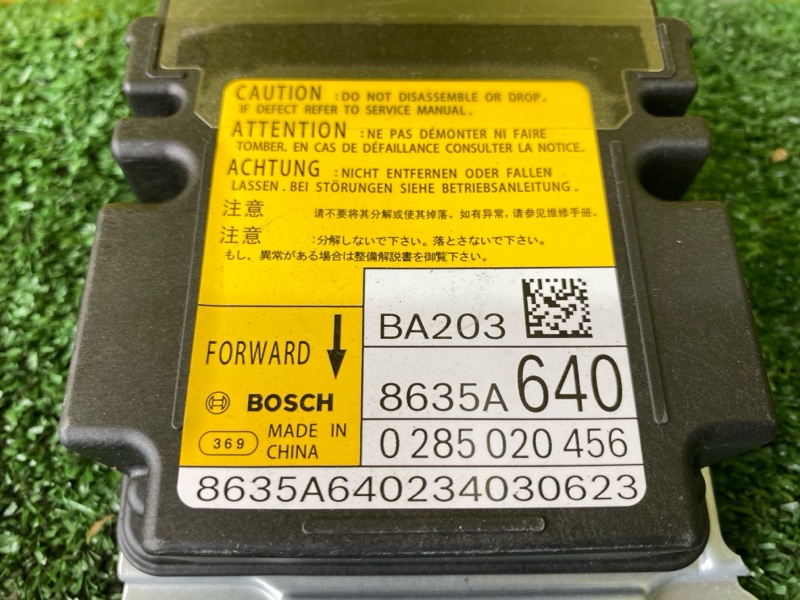 CAUTION :DO NOT DISASSEMBLE OR DROP.
IF DEFECT REFER TO SERVICE MANUAL.
ATTENTION :NE PAS DÉMONTER NI FAIRE
TOMBER. EN CAS DE DÉFAILLANCE CONSULTER LA NOTICE.
ACHTUNG :NICHT ENTFERNEN ODER FALLEN
LASSEN. BEI STÖRUNGEN SIEHE BETRIEBSANLEITUNG.
注意 请不要将其分解或使其掉落。如有异常,请参见维修手册.
注意 :分解しないで下さい。落とさないで下さい。
もし、異常がある場合は整備解説書を御覧下さい。
FORWARD
BA203
8635A 640
BOSCH
369 MADE IN
CHINA
0 285 020 456
8635A640234030623